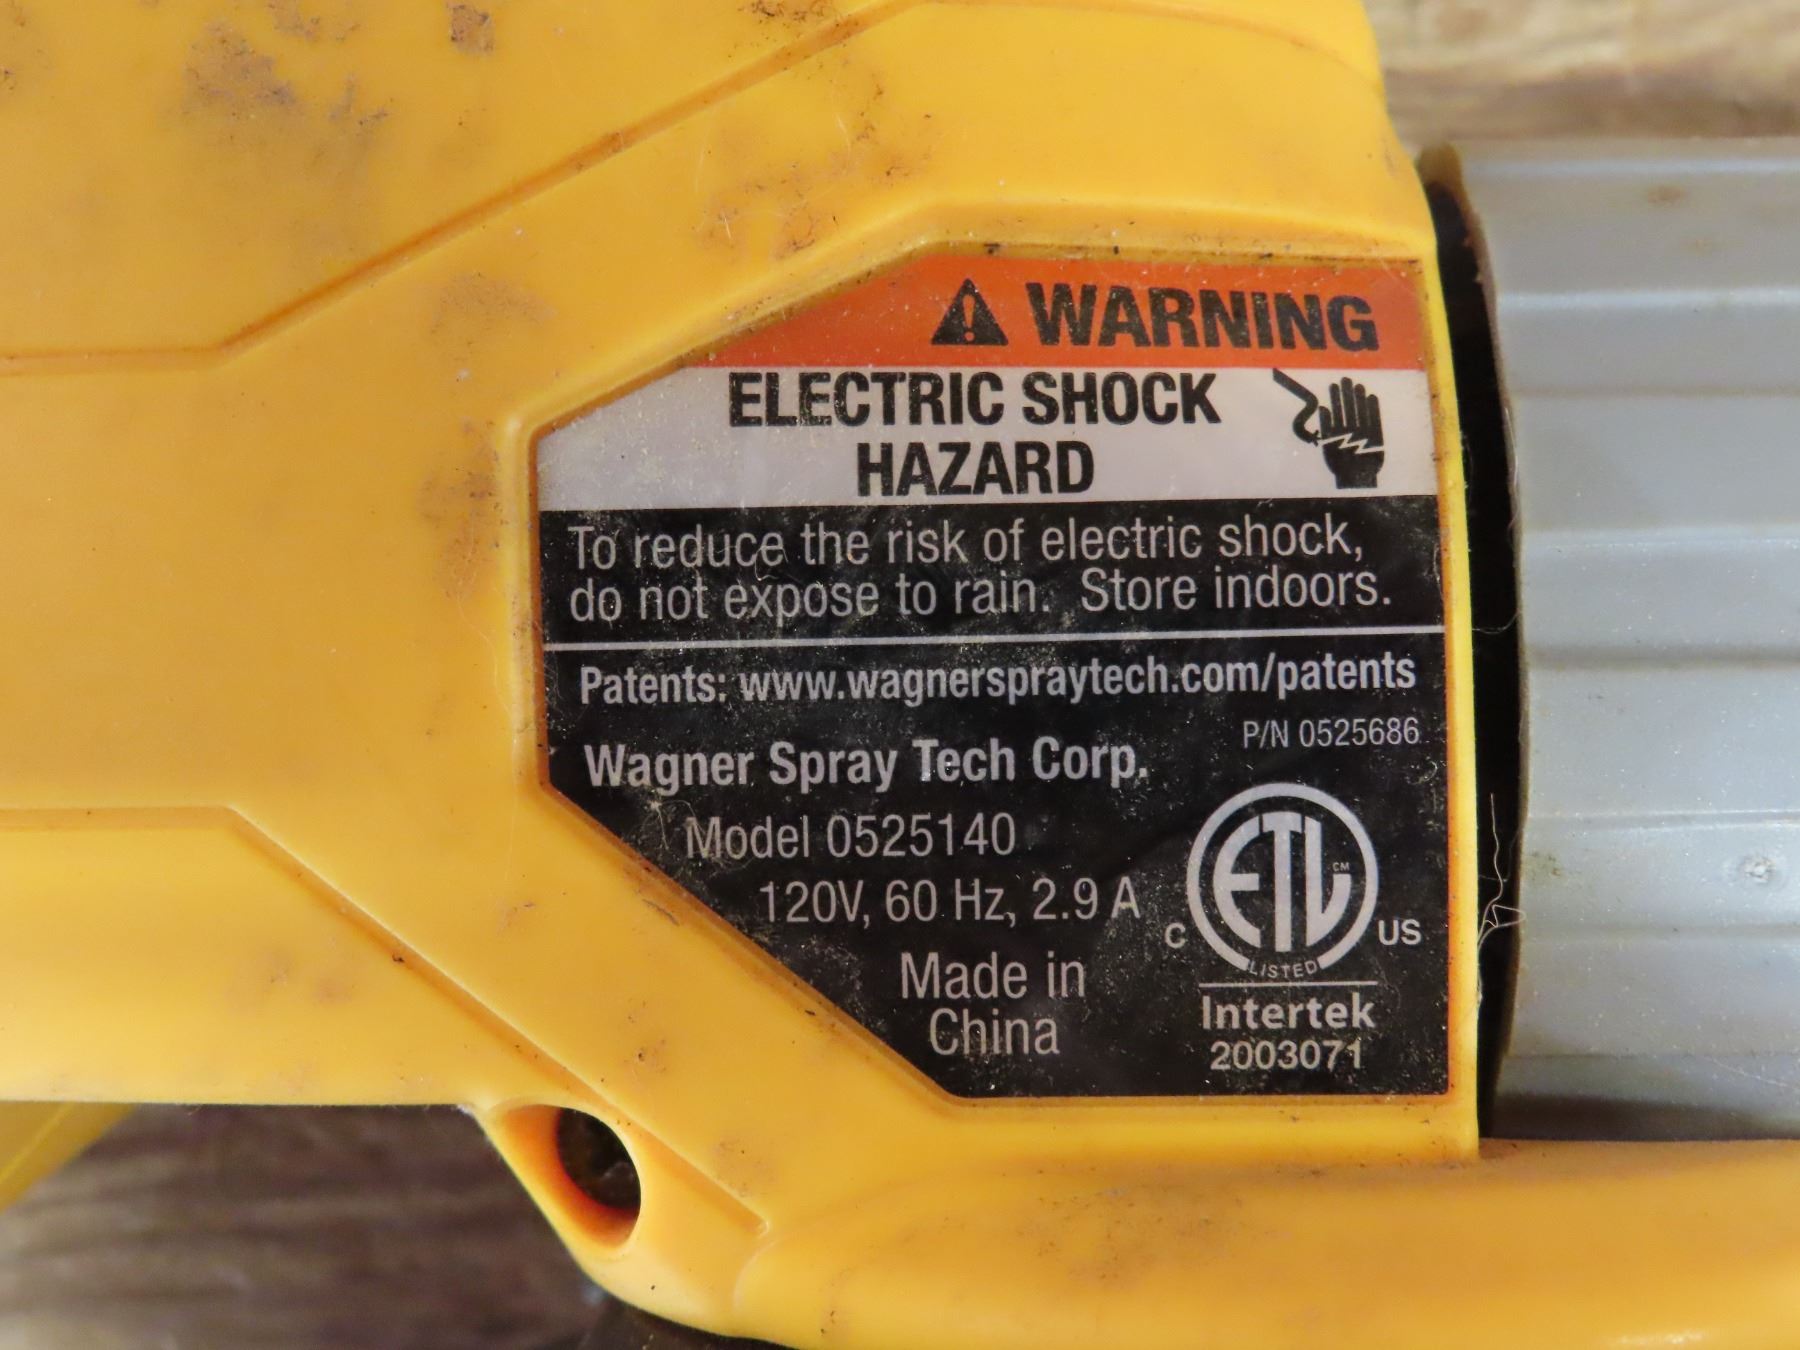 WARNING
ELECTRIC SHOCK
HAZARD
To reduce the risk of electric shock,
do not expose to rain. Store indoors.
Patents: www.wagnerspraytech.com/patents
P/N 0525686
Wagner Spray Tech Corp.
Model 0525140
120V, 60 Hz, 2.9 A
Made in
China
ETL CM
C US
LISTED
Intertek
2003071